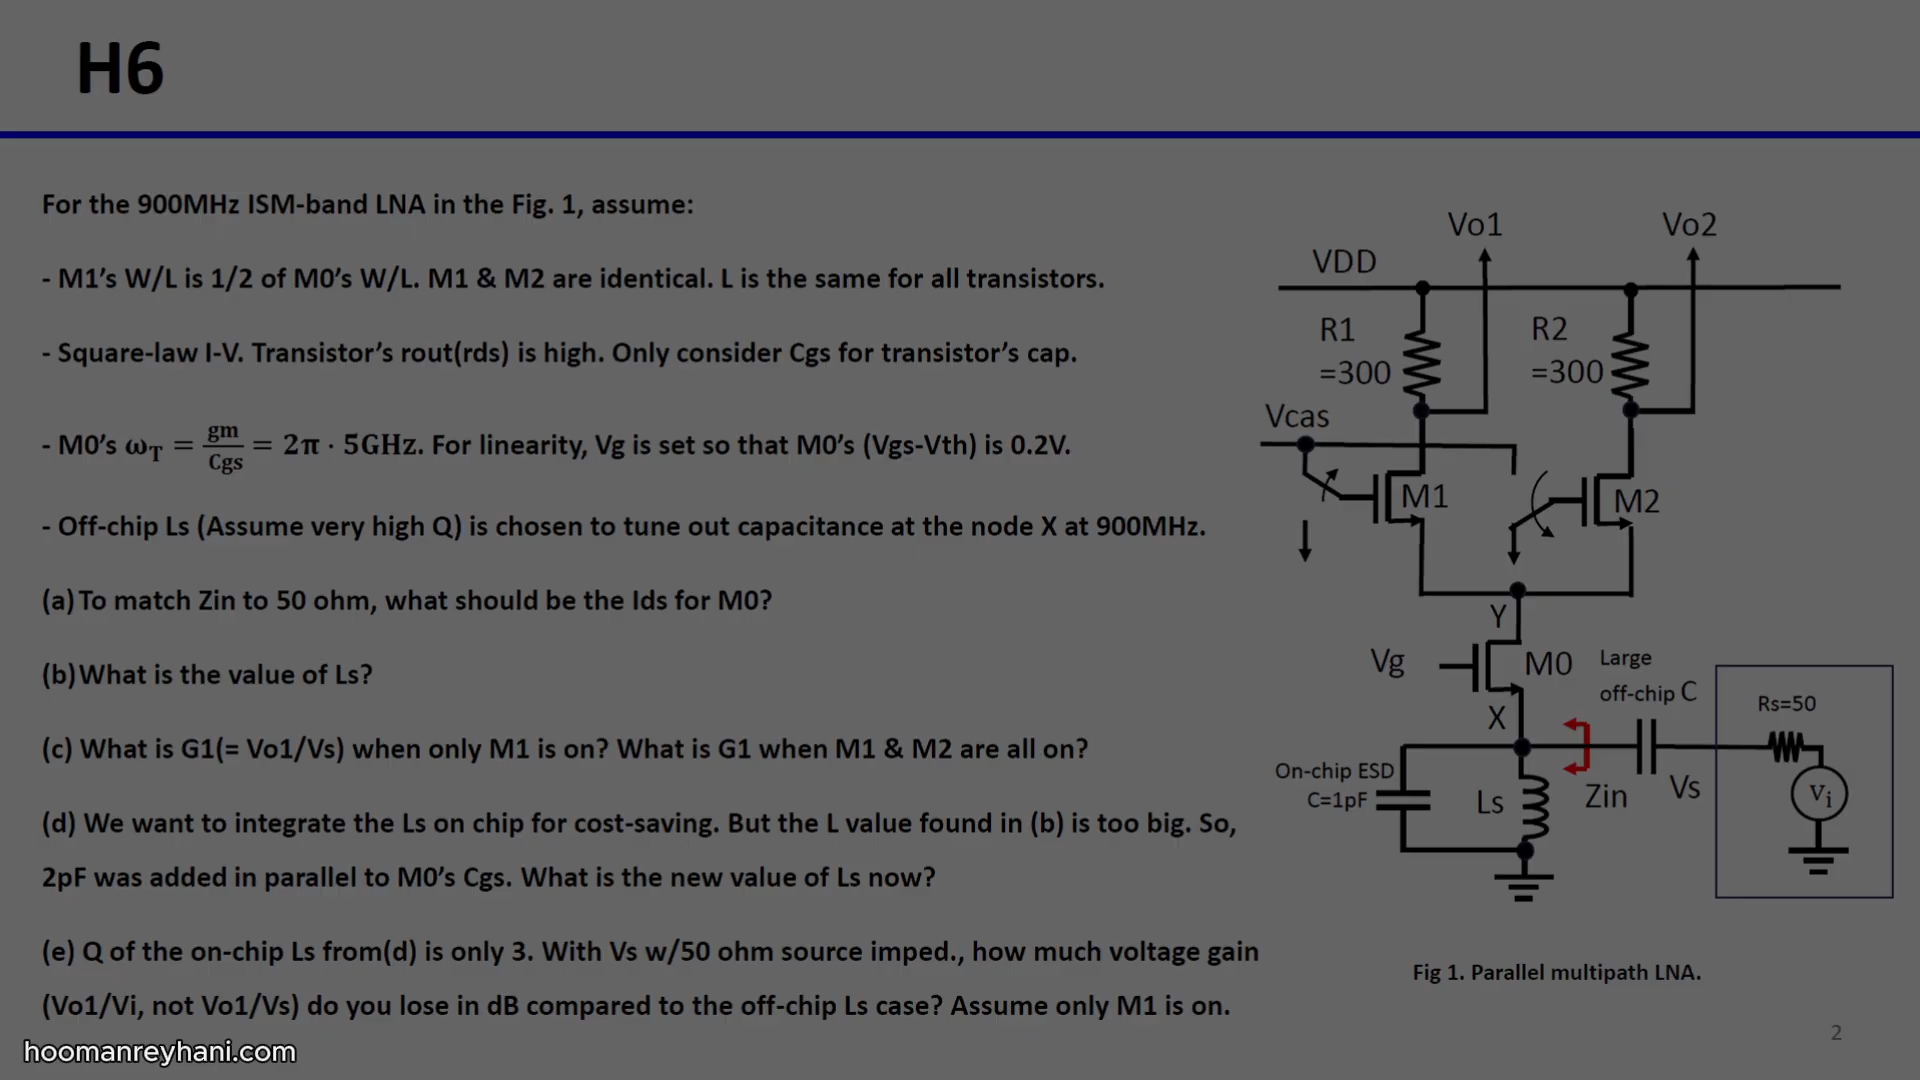 H6
For the 900MHz ISM-band LNA in the Fig. 1, assume:
- M1’s W/L is 1/2 of M0’s W/L. M1 & M2 are identical. L is the same for all transistors.
- Square-law I-V. Transistor’s rout(rds) is high. Only consider Cgs for transistor’s cap.
- M0’s ω_T = gm/Cgs = 2π · 5GHz. For linearity, Vg is set so that M0’s (Vgs-Vth) is 0.2V.
- Off-chip Ls (Assume very high Q) is chosen to tune out capacitance at the node X at 900MHz.
(a) To match Zin to 50 ohm, what should be the Ids for M0?
(b) What is the value of Ls?
(c) What is G1(= Vo1/Vs) when only M1 is on? What is G1 when M1 & M2 are all on?
(d) We want to integrate the Ls on chip for cost-saving. But the L value found in (b) is too big. So,
2pF was added in parallel to M0’s Cgs. What is the new value of Ls now?
(e) Q of the on-chip Ls from(d) is only 3. With Vs w/50 ohm source imped., how much voltage gain
(Vo1/Vi, not Vo1/Vs) do you lose in dB compared to the off-chip Ls case? Assume only M1 is on.
Vo1
Vo2
VDD
R1
=300
R2
=300
Vcas
M1
M2
Y
Vg
M0
Large
off-chip C
X
Rs=50
On-chip ESD
C=1pF
Ls
Zin
Vs
vi
Fig 1. Parallel multipath LNA.
2
hoomanreyhani.com